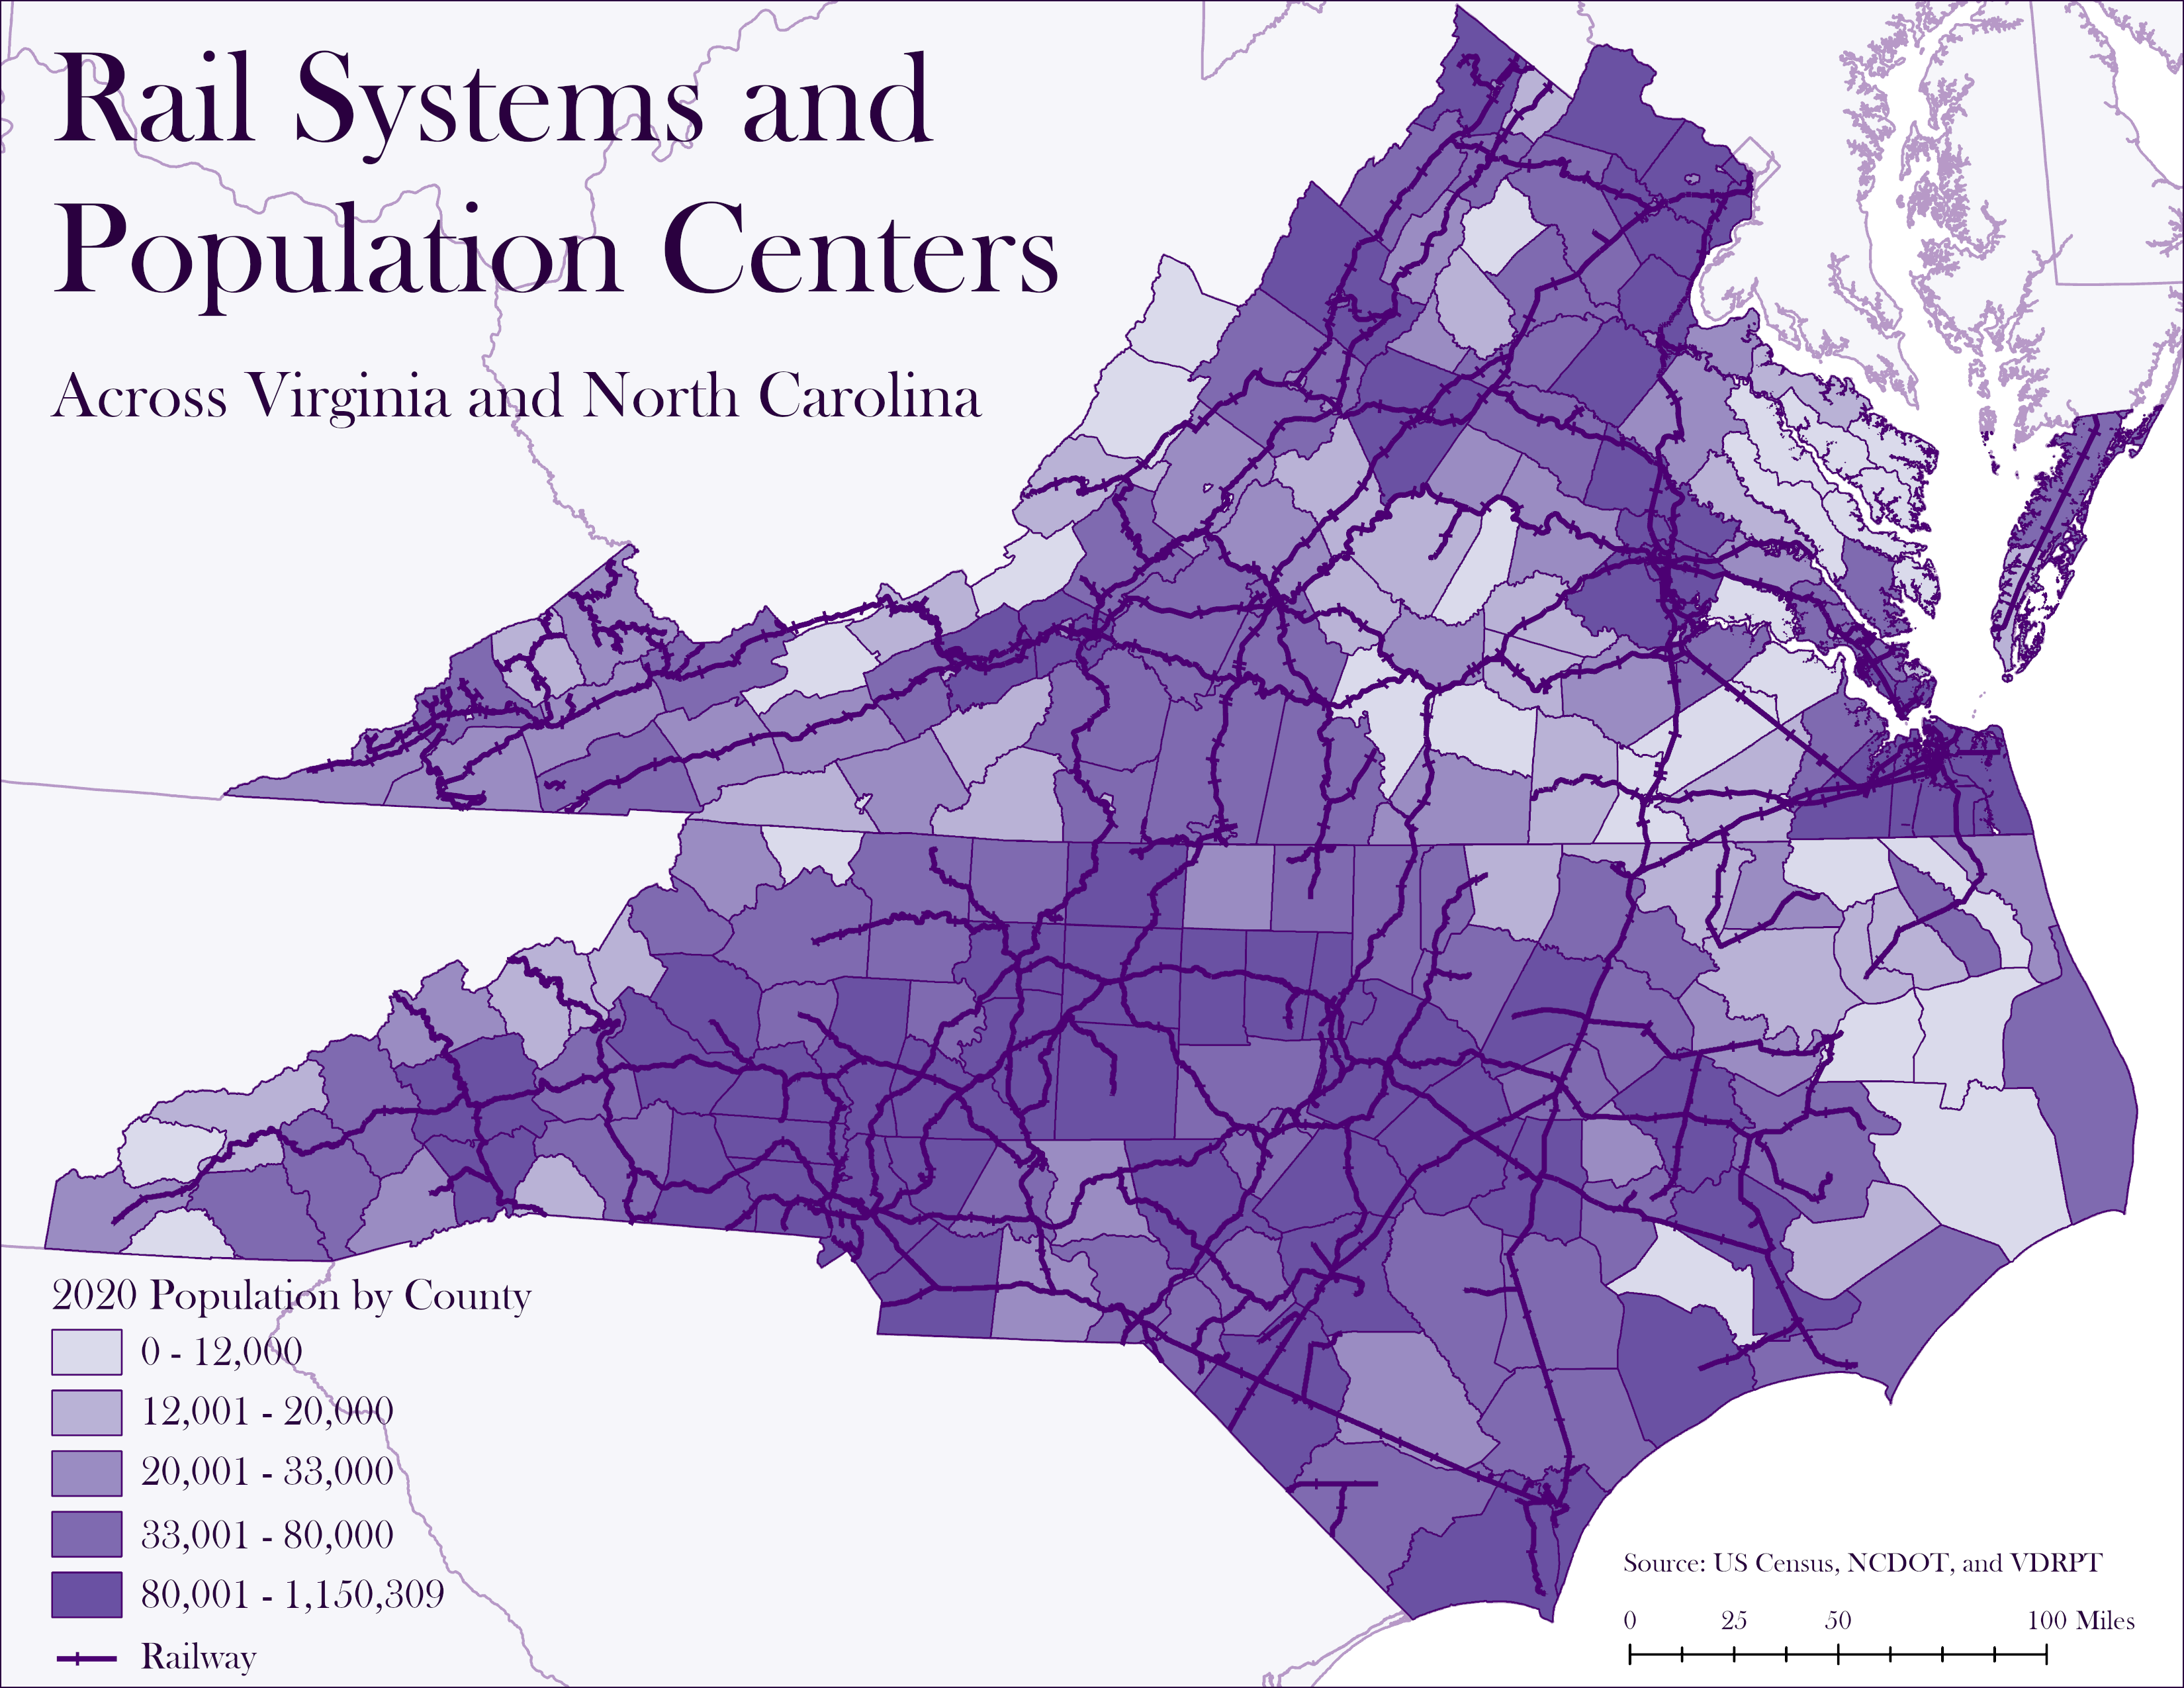 Rail Systems and
Population Centers
Across Virginia and North Carolina
2020 Population by County
0 - 12,000
12,001 - 20,000
20,001 - 33,000
33,001 - 80,000
80,001 - 1,150,309
Railway
Source: US Census, NCDOT, and VDRPT
0 25 50 100 Miles